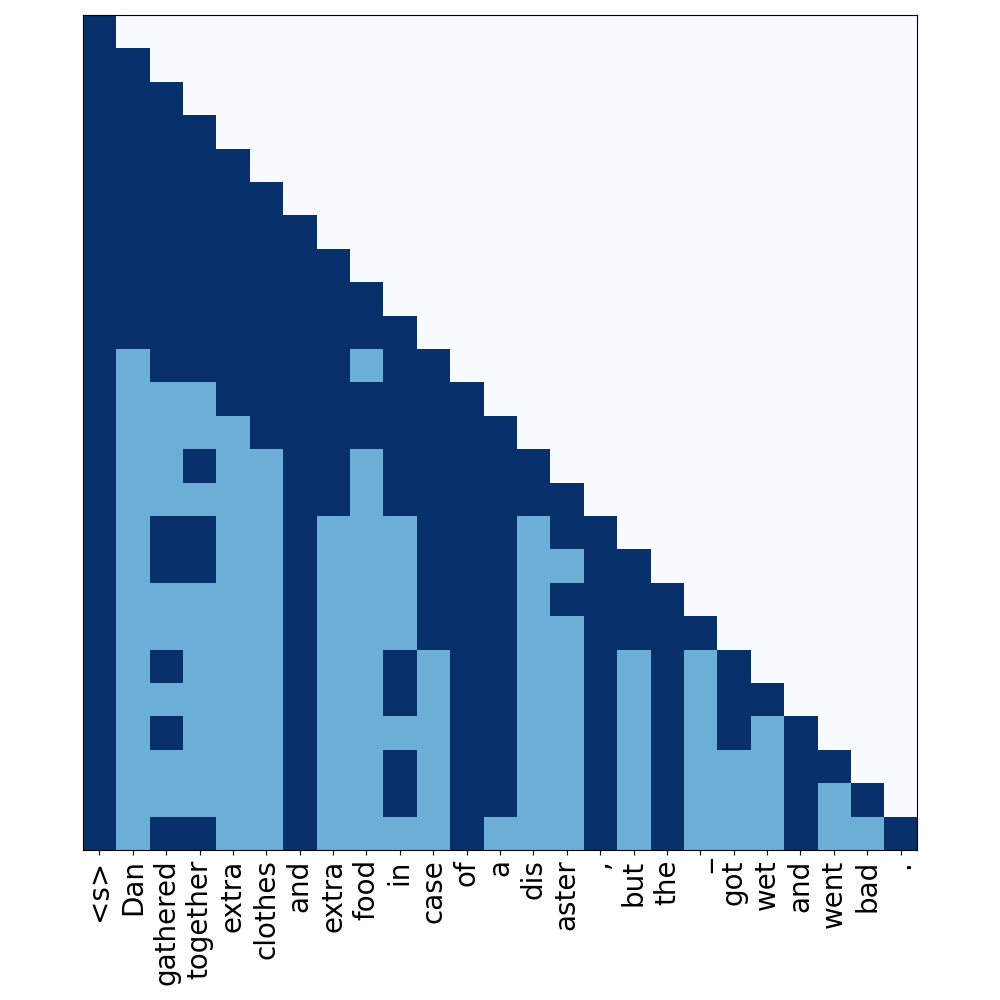 <s>
Dan
gathered
together
extra
clothes
and
extra
food
in
case
of
a
dis
aster
,
but
the
_
got
wet
and
went
bad
.